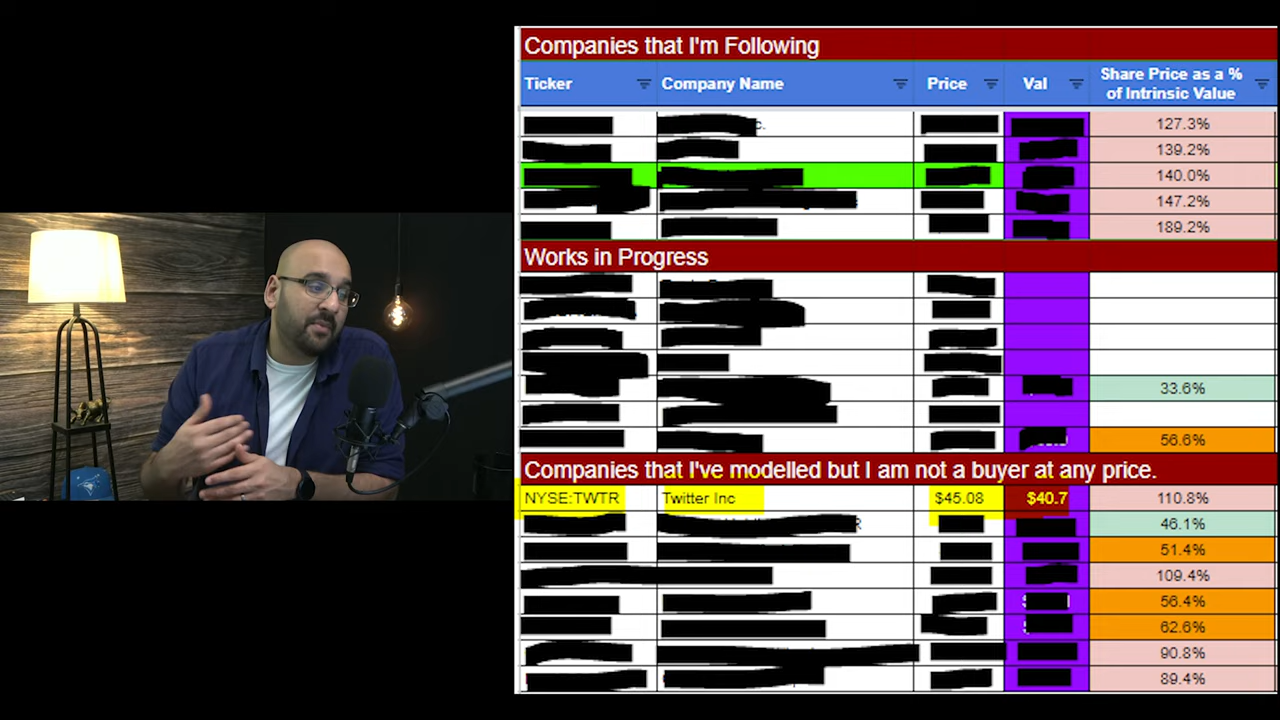 Companies that I'm Following
Ticker Company Name Price Val Share Price as a % of Intrinsic Value
c. 127.3%
139.2%
140.0%
147.2%
189.2%
Works in Progress
33.6%
56.6%
Companies that I've modelled but I am not a buyer at any price.
NYSE:TWTR Twitter Inc $45.08 $40.7 110.8%
R 46.1%
51.4%
109.4%
56.4%
62.6%
90.8%
89.4%